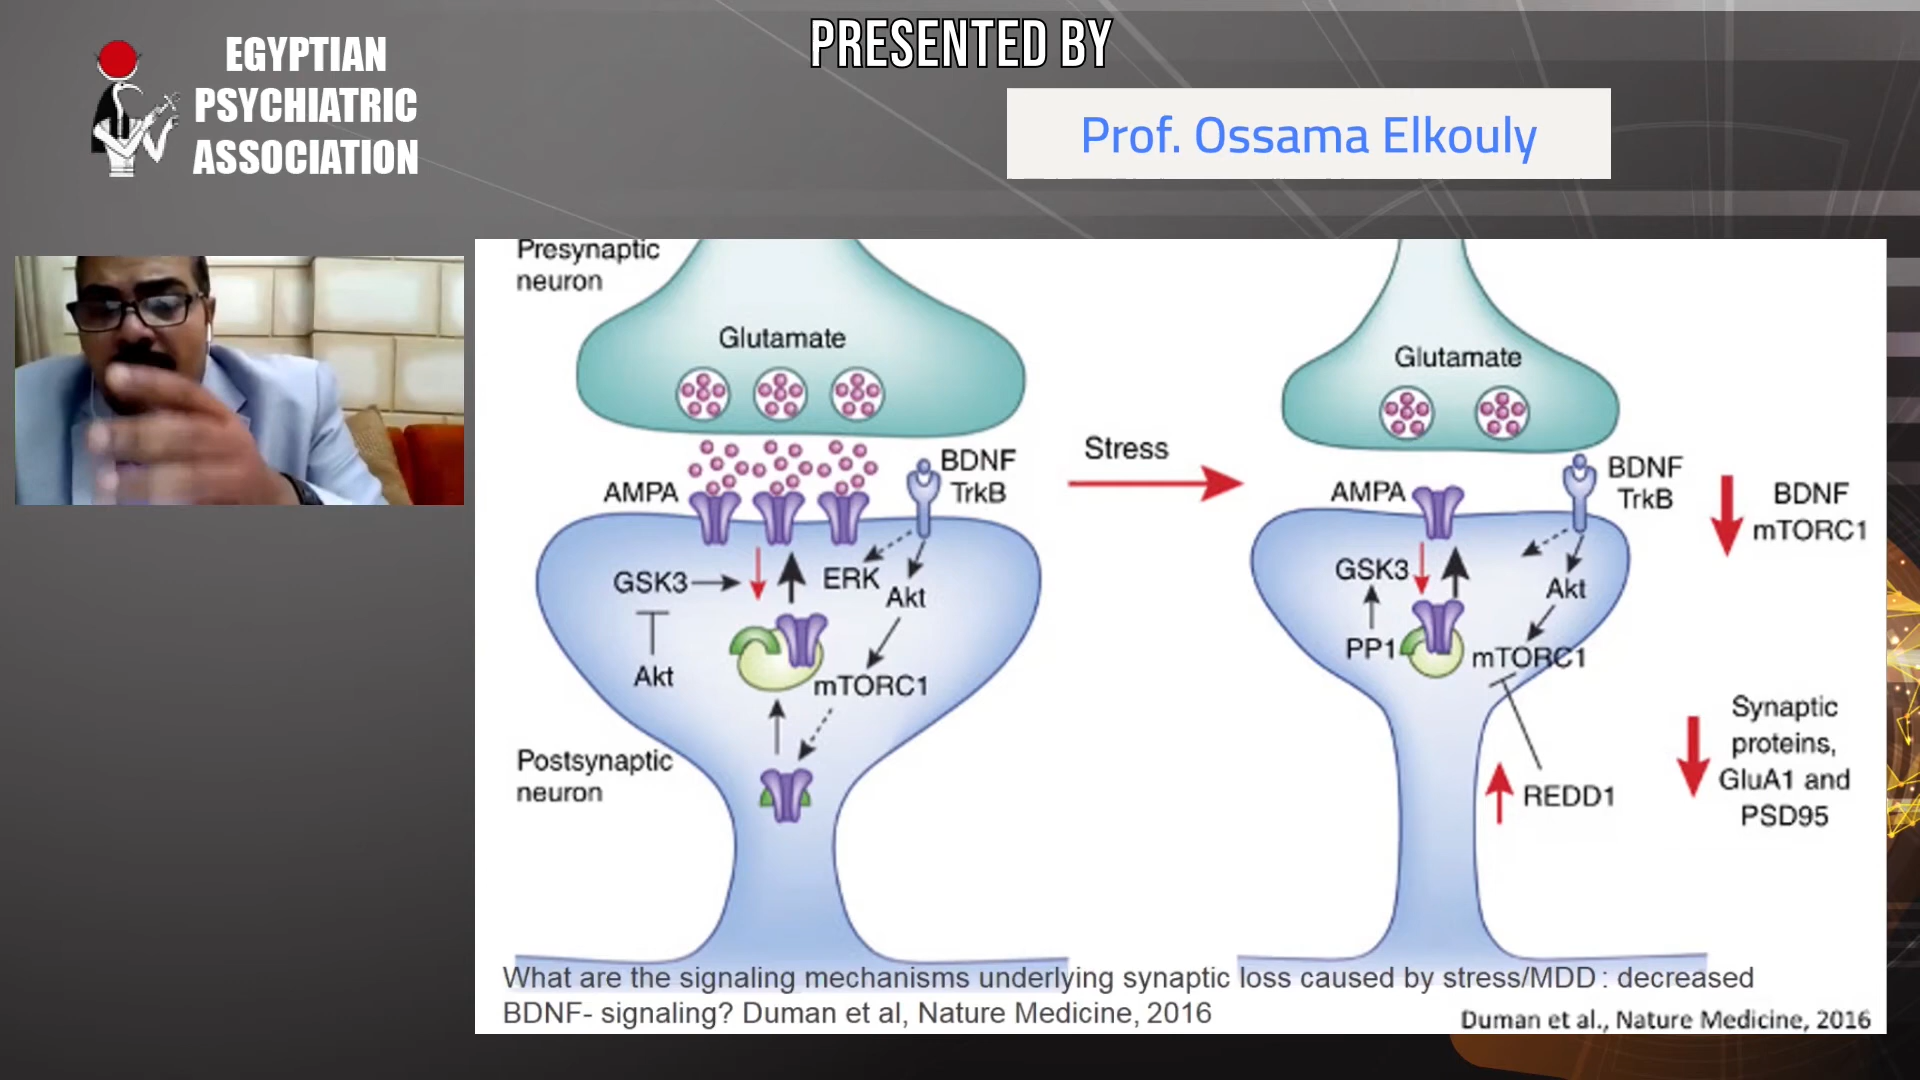 PRESENTED BY
EGYPTIAN
PSYCHIATRIC
ASSOCIATION
Prof. Ossama Elkouly
Presynaptic
neuron
Glutamate
AMPA
BDNF
TrkB
GSK3
ERK
Akt
Akt
mTORC1
Postsynaptic
neuron
Stress
Glutamate
AMPA
BDNF
TrkB
BDNF
mTORC1
GSK3
Akt
PP1
mTORC1
REDD1
Synaptic
proteins,
GluA1 and
PSD95
What are the signaling mechanisms underlying synaptic loss caused by stress/MDD : decreased
BDNF- signaling? Duman et al, Nature Medicine, 2016
Duman et al., Nature Medicine, 2016